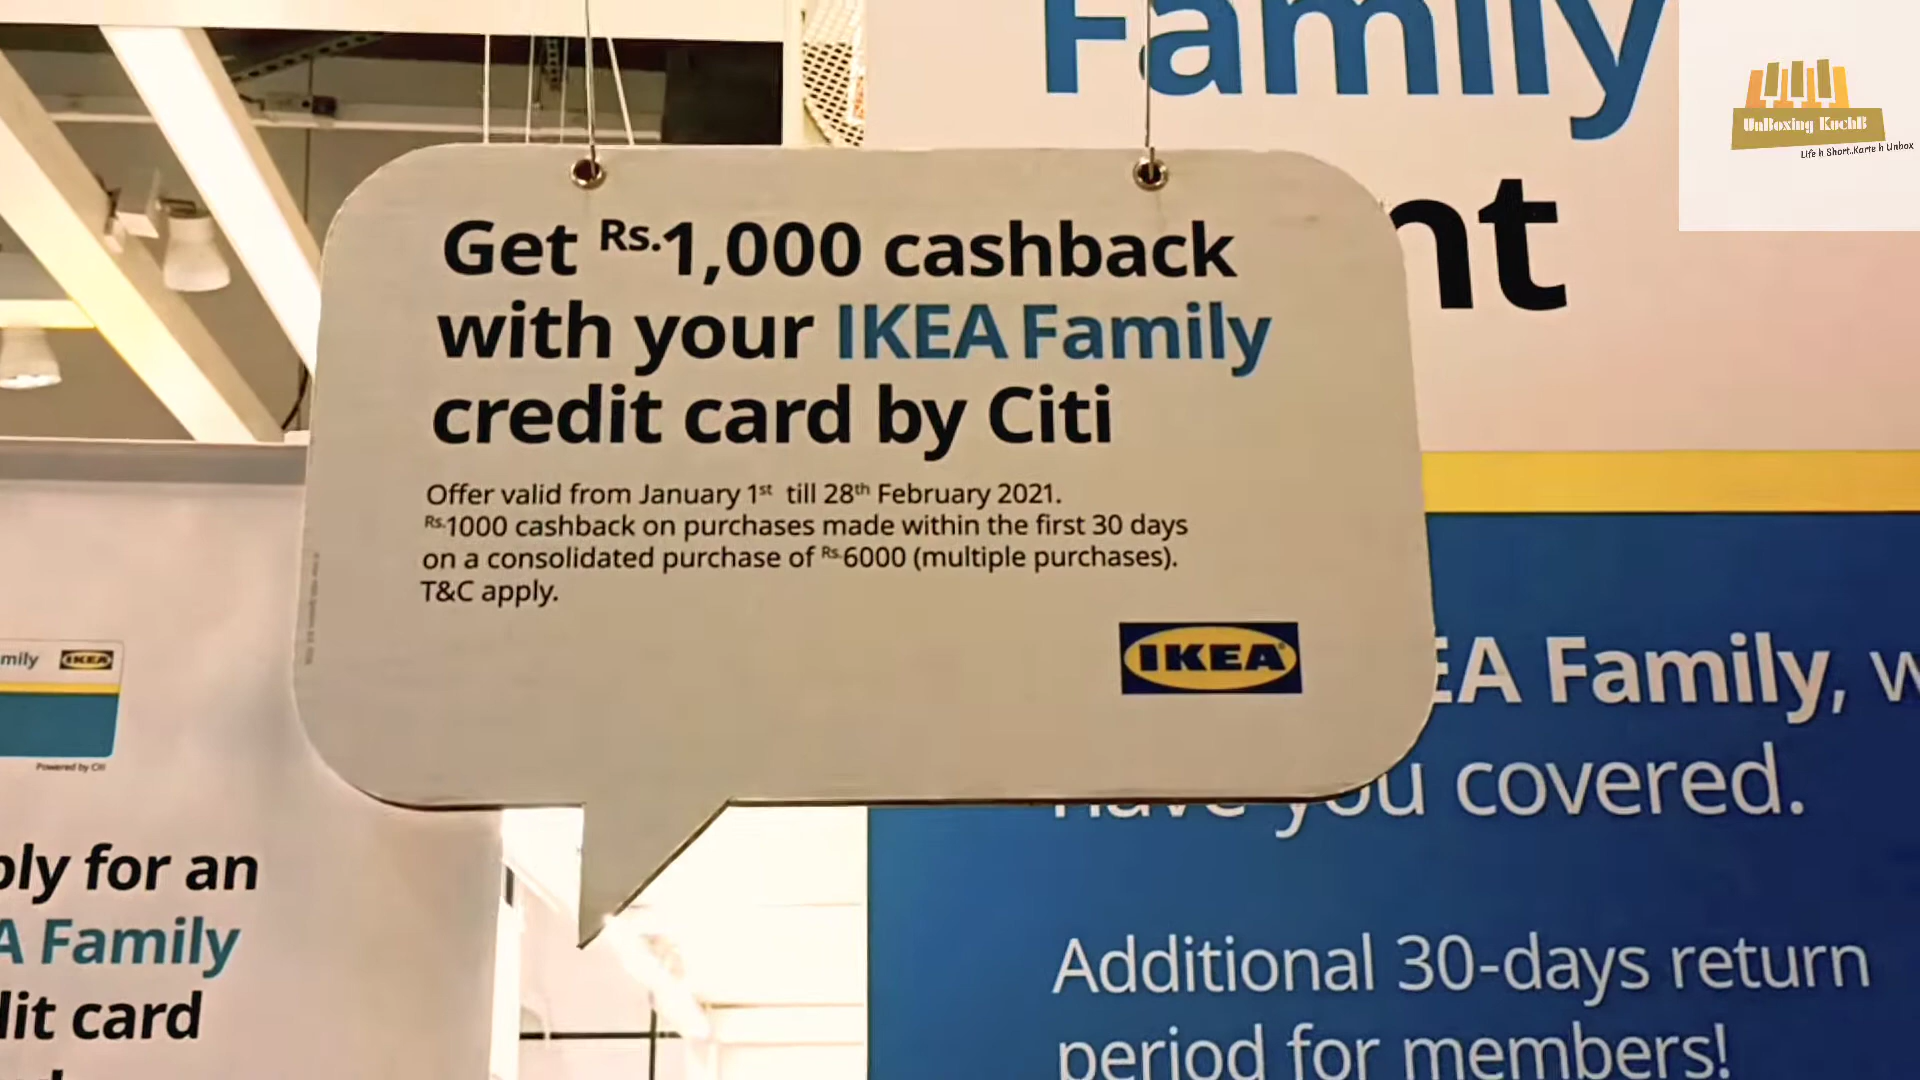 Family
nt
UnBoxing KuchB
Life h Short..Karte h Unbox
Get Rs.1,000 cashback
with your IKEA Family
credit card by Citi
Offer valid from January 1st till 28th February 2021.
Rs.1000 cashback on purchases made within the first 30 days
on a consolidated purchase of Rs.6000 (multiple purchases).
T&C apply.
IKEA
mily IKEA
Powered by Citi
ply for an
A Family
dit card
EA Family, w
have you covered.
Additional 30-days return
period for members!